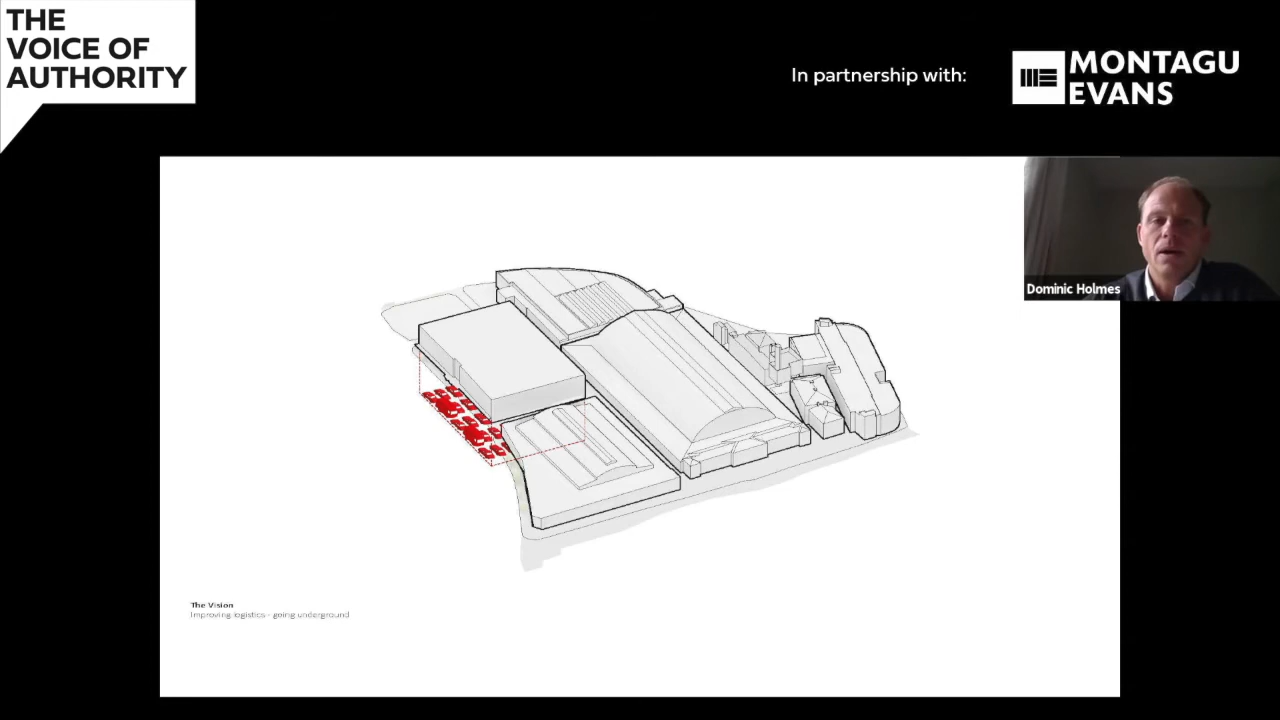 THE
VOICE OF
AUTHORITY
In partnership with:
MONTAGU
EVANS
Dominic Holmes
The Vision
Improving logistics - going underground